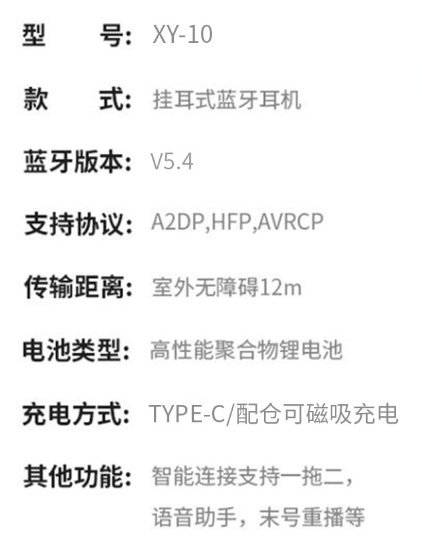 型 号: XY-10
款 式: 挂耳式蓝牙耳机
蓝牙版本: V5.4
支持协议: A2DP,HFP,AVRCP
传输距离: 室外无障碍12m
电池类型: 高性能聚合物锂电池
充电方式: TYPE-C/配仓可磁吸充电
其他功能: 智能连接支持一拖二，
语音助手，末号重播等